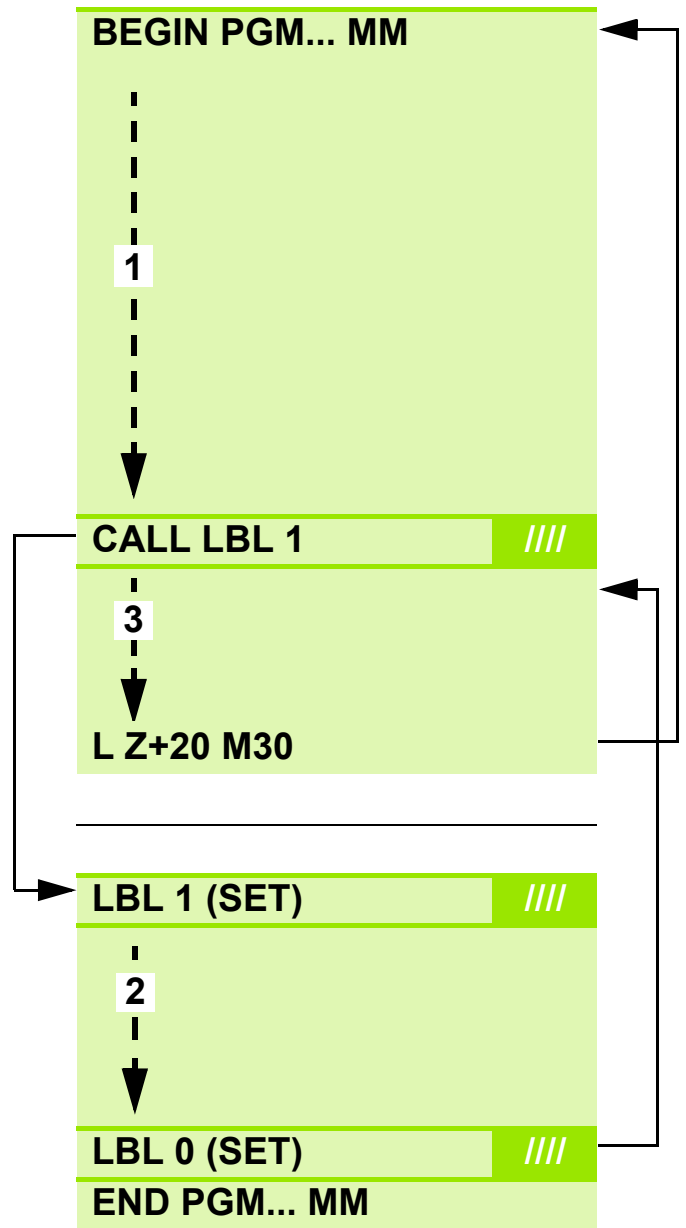 BEGIN PGM... MM
1
CALL LBL 1 ////
3
L Z+20 M30
LBL 1 (SET) ////
2
LBL 0 (SET) ////
END PGM... MM